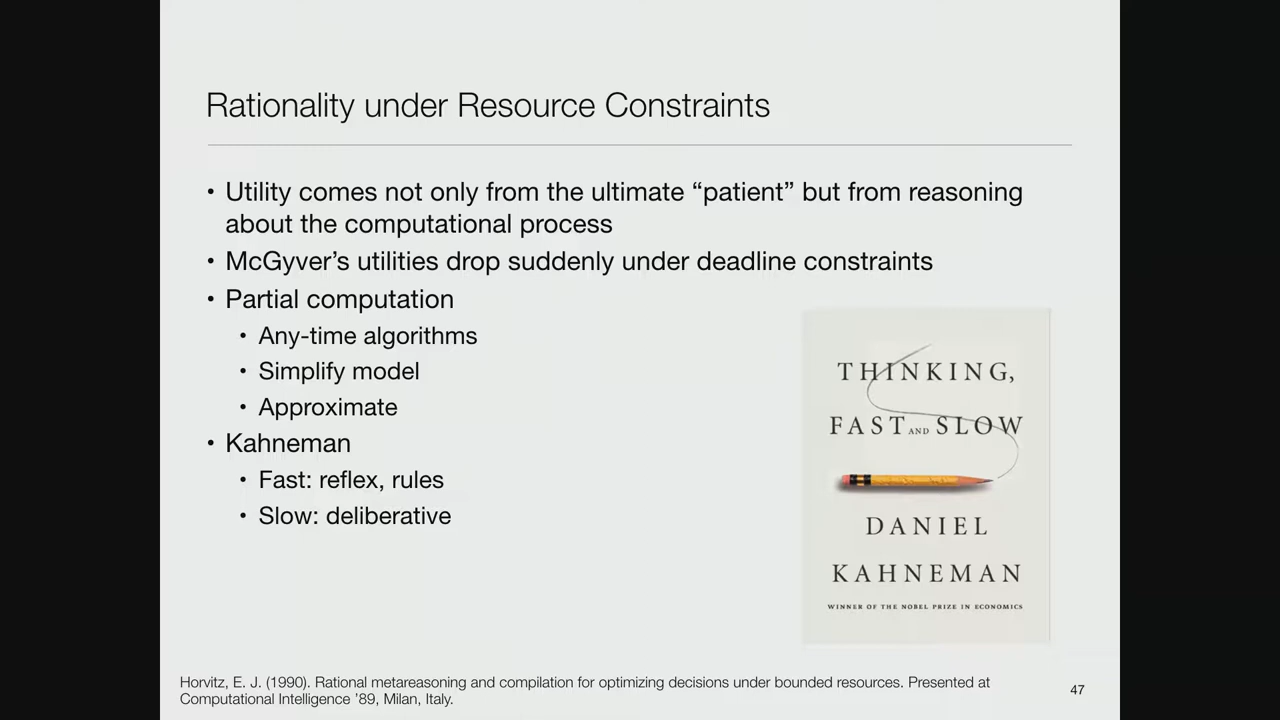 Rationality under Resource Constraints
• Utility comes not only from the ultimate “patient” but from reasoning
about the computational process
• McGyver’s utilities drop suddenly under deadline constraints
• Partial computation
• Any-time algorithms
• Simplify model
• Approximate
• Kahneman
• Fast: reflex, rules
• Slow: deliberative
THINKING,
FAST AND SLOW
DANIEL
KAHNEMAN
WINNER OF THE NOBEL PRIZE IN ECONOMICS
Horvitz, E. J. (1990). Rational metareasoning and compilation for optimizing decisions under bounded resources. Presented at
Computational Intelligence ’89, Milan, Italy.
47